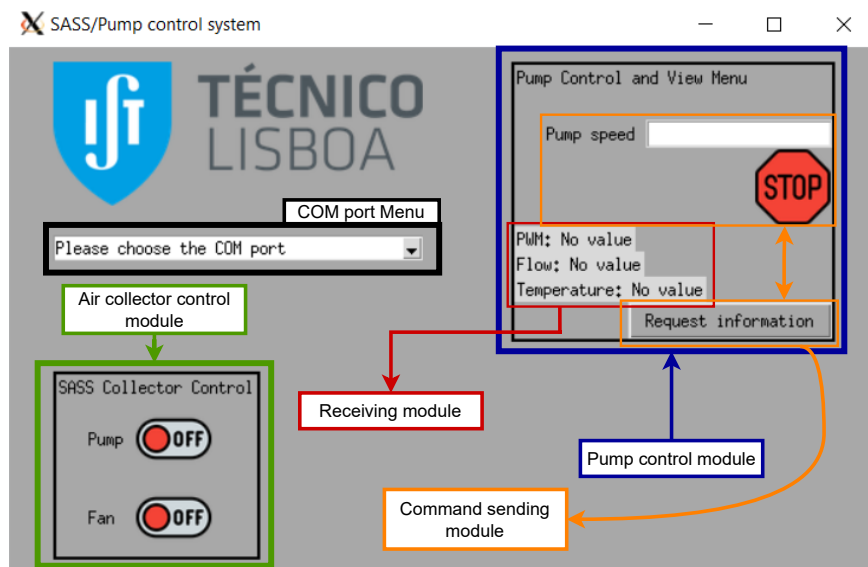 SASS/Pump control system
TÉCNICO
LISBOA
Pump Control and View Menu
Pump speed
STOP
COM port Menu
Please choose the COM port
PWM: No value
Flow: No value
Temperature: No value
Request information
Air collector control
module
SASS Collector Control
Pump OFF
Fan OFF
Receiving module
Pump control module
Command sending
module